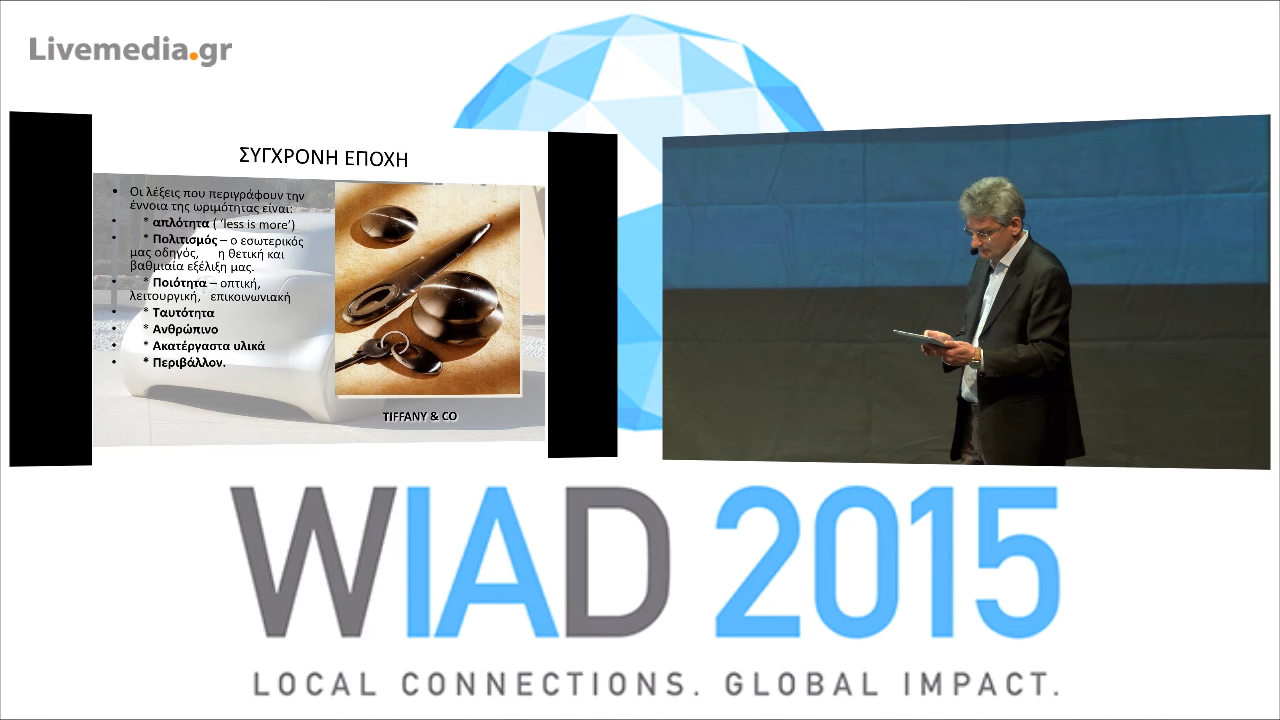 Livemedia.gr
ΣΥΓΧΡΟΝΗ ΕΠΟΧΗ
• Οι λέξεις που περιγράφουν την
έννοια της ωριμότητας είναι:
• * απλότητα ( ‘less is more’)
• * Πολιτισμός – ο εσωτερικός
μας οδηγός, η θετική και
βαθμιαία εξέλιξη μας.
• * Ποιότητα – οπτική,
λειτουργική, επικοινωνιακή
• * Ταυτότητα
• * Ανθρώπινο
• * Ακατέργαστα υλικά
• * Περιβάλλον.
TIFFANY & CO
WIAD 2015
LOCAL CONNECTIONS. GLOBAL IMPACT.